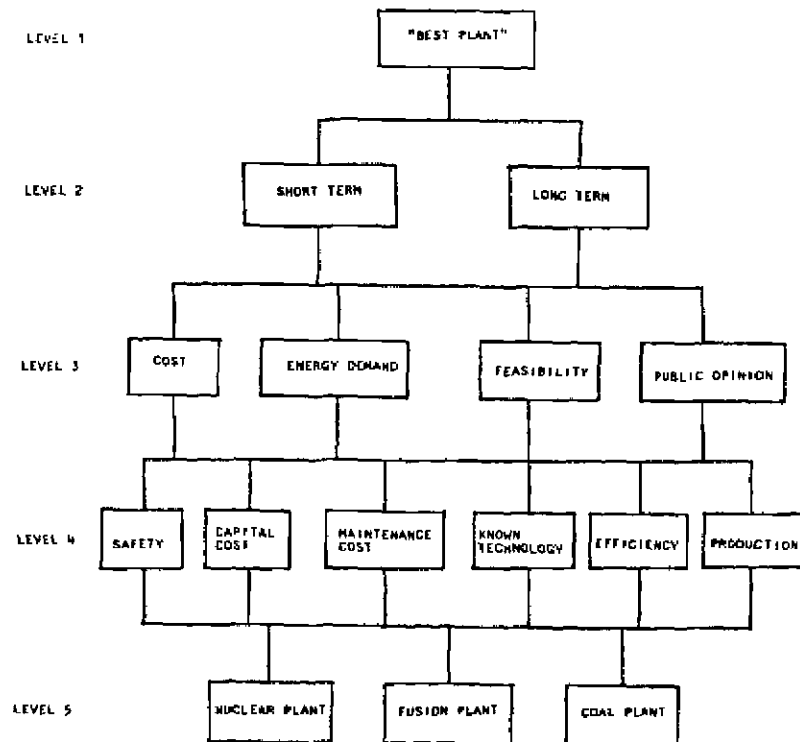 LEVEL 1
"BEST PLANT"
LEVEL 2
SHORT TERM
LONG TERM
LEVEL 3
COST
ENERGY DEMAND
FEASIBILITY
PUBLIC OPINION
LEVEL 4
SAFETY
CAPITAL
COST
MAINTENANCE
COST
KNOWN
TECHNOLOGY
EFFICIENCY
PRODUCTION
LEVEL 5
NUCLEAR PLANT
FUSION PLANT
COAL PLANT